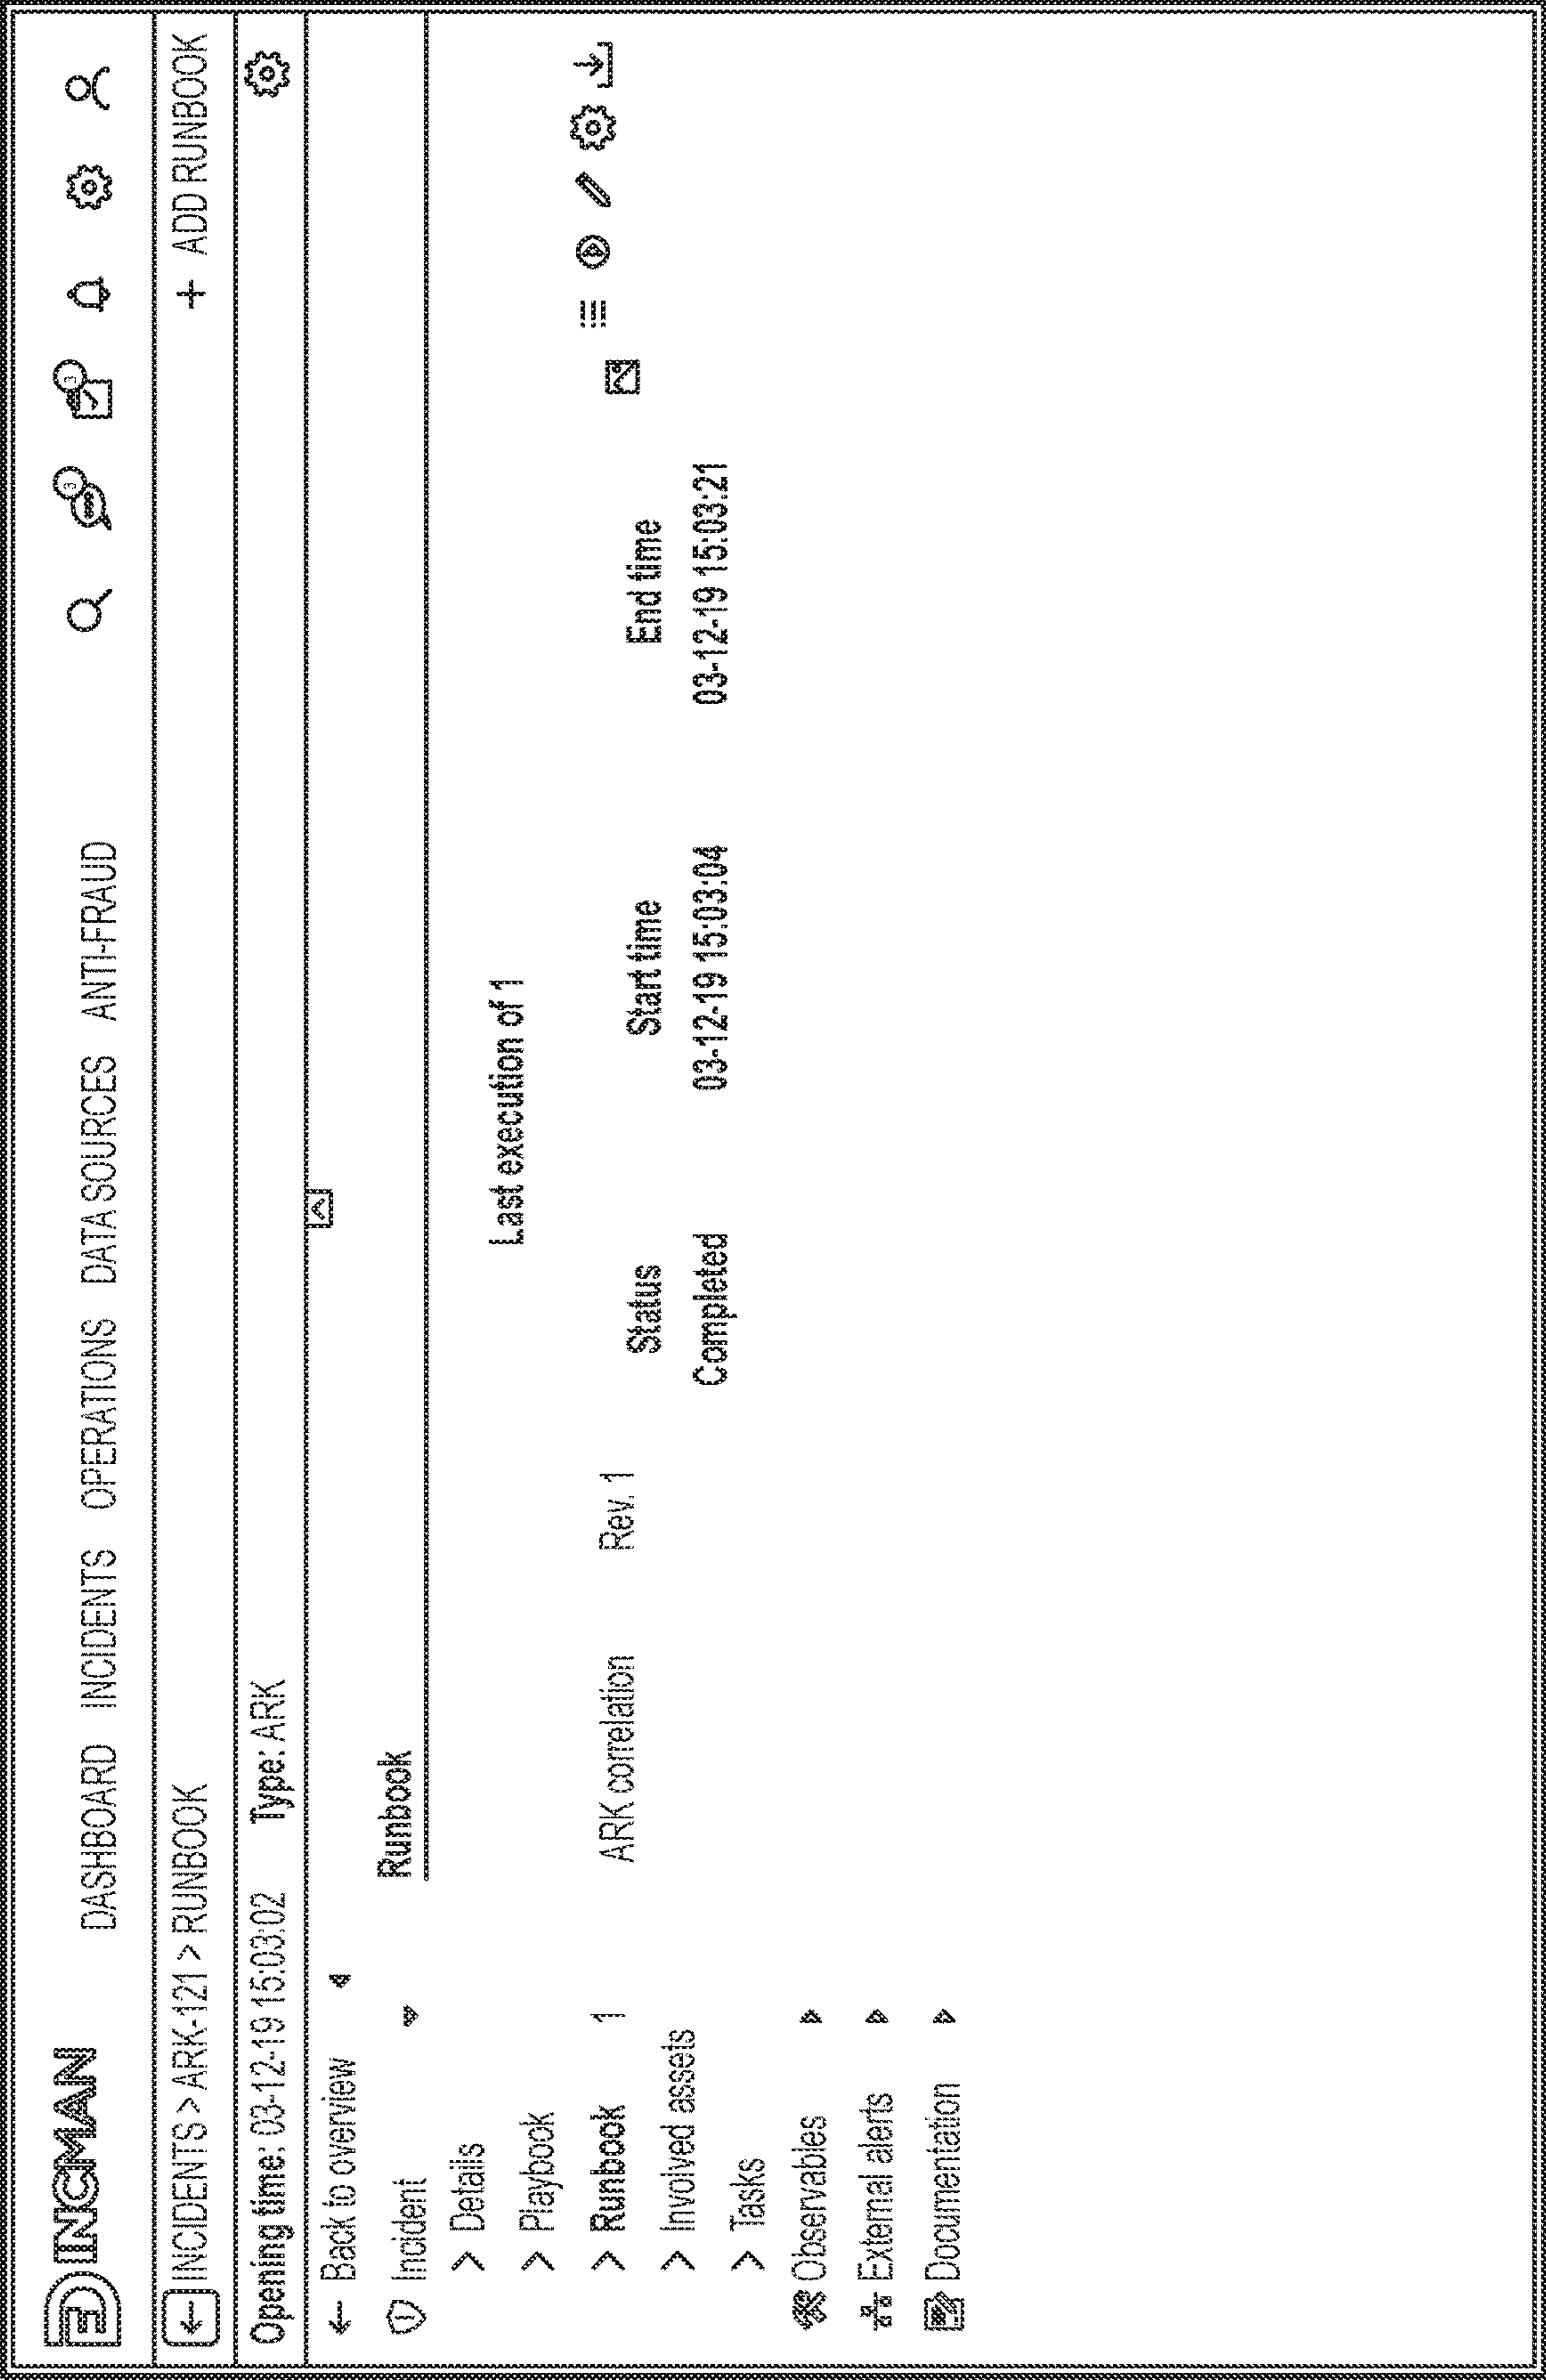 INCMAN DASHBOARD INCIDENTS OPERATIONS DATA SOURCES ANTI-FRAUD 3 3
INCIDENTS > ARK-121 > RUNBOOK + ADD RUNBOOK
Opening time: 03-12-19 15:03:02 Type: ARK
Back to overview
Incident
> Details
> Playbook
> Runbook 1
> Involved assets
> Tasks
Observables
External alerts
Documentation
Runbook
Last execution of 1
ARK correlation Rev. 1
Status Start time End time
Completed 03-12-19 15:03:04 03-12-19 15:03:21